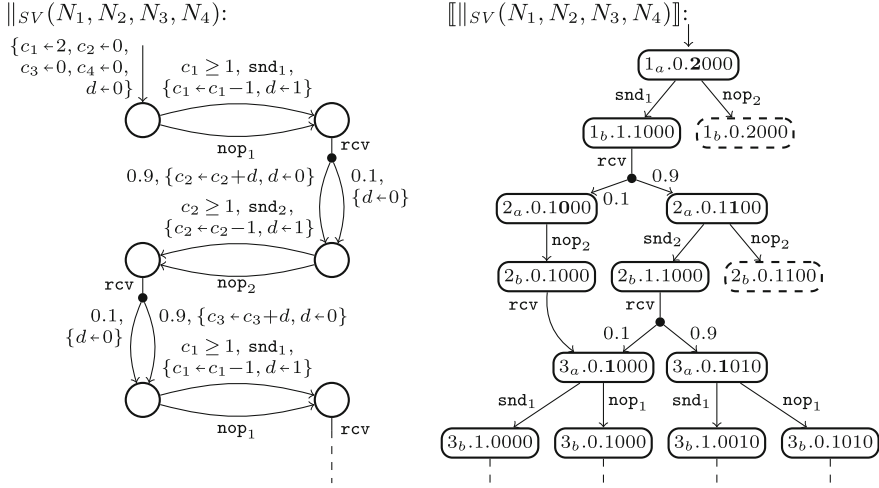 ∥SV(N1, N2, N3, N4):
{c1←2, c2←0,
c3←0, c4←0,
d←0}
c1 ≥ 1, snd1,
{c1←c1−1, d←1}
nop1
rcv
0.9, {c2←c2+d, d←0}
0.1,
{d←0}
c2 ≥ 1, snd2,
{c2←c2−1, d←1}
nop2
rcv
0.1,
{d←0}
0.9, {c3←c3+d, d←0}
c1 ≥ 1, snd1,
{c1←c1−1, d←1}
nop1
rcv
⟦∥SV(N1, N2, N3, N4)⟧:
1a.0.2000
snd1 nop2
1b.1.1000 1b.0.2000
rcv
0.1 0.9
2a.0.1000 2a.0.1100
nop2 snd2 nop2
2b.0.1000 2b.1.1000 2b.0.1100
rcv rcv
0.1 0.9
3a.0.1000 3a.0.1010
snd1 nop1 snd1 nop1
3b.1.0000 3b.0.1000 3b.1.0010 3b.0.1010